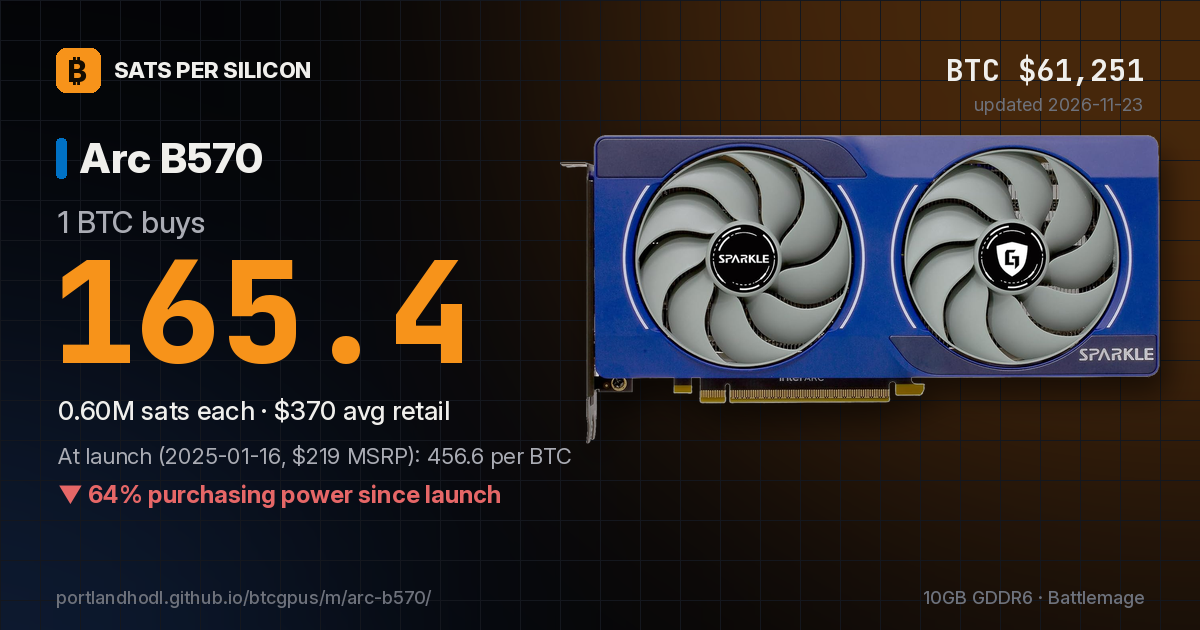 SATS PER SILICON
BTC $61,251
updated 2026-11-23
Arc B570
1 BTC buys
165.4
0.60M sats each · $370 avg retail
At launch (2025-01-16, $219 MSRP): 456.6 per BTC
▼ 64% purchasing power since launch
SPARKLE
SPARKLE
intel ARC
portlandhodl.github.io/btcgpus/m/arc-b570/
10GB GDDR6 · Battlemage